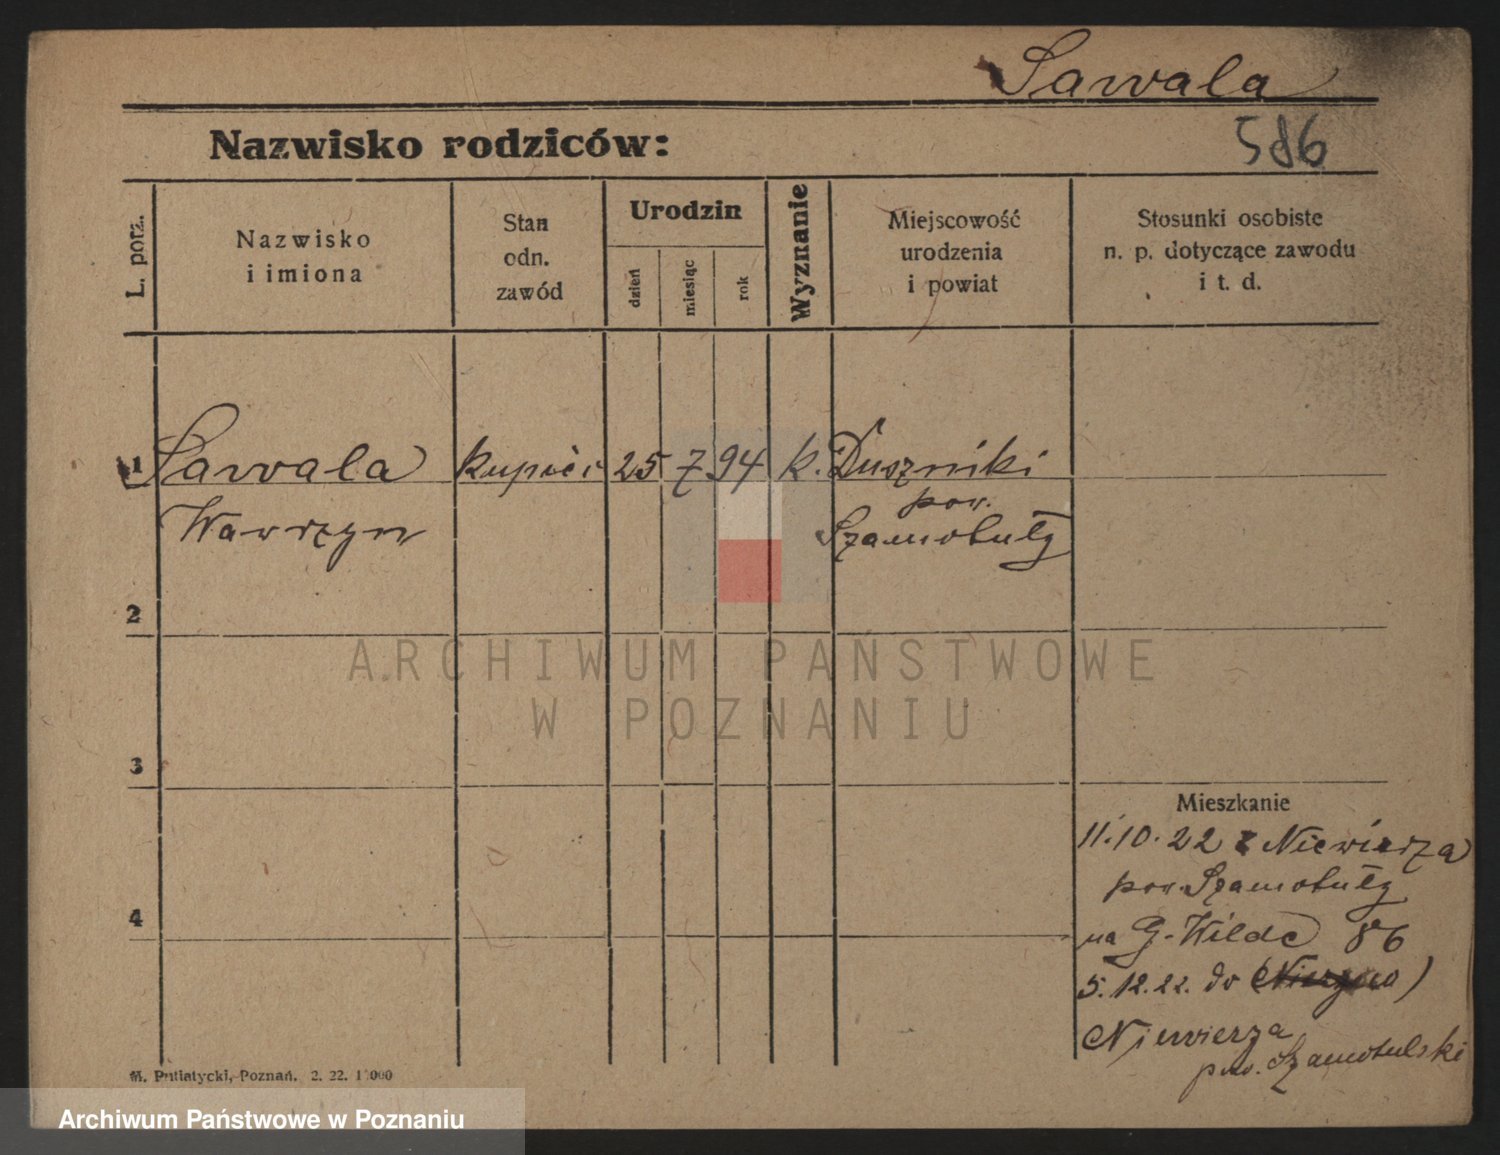 Sawala
586
Nazwisko rodziców:
L. porz.
Nazwisko
i imiona
Stan
odn.
zawód
Urodzin
dzień
miesiąc
rok
Wyznanie
Miejscowość
urodzenia
i powiat
Stosunki osobiste
n. p. dotyczące zawodu
i t. d.
1 Sawala kupiec 25 7 94 k. Duszniki
pow.
Wawrzyn Szamotuły
2
ARCHIWUM PAŃSTWOWE
W POZNANIU
3
Mieszkanie
11.10.22 z Niewierza
pow. Szamotuły
4
na G. Wilde 86
5.12.22. do ()
Niewierza
pow. Szamotulski
M. Putiatycki, Poznań. 2. 22. 1000
Archiwum Państwowe w Poznaniu